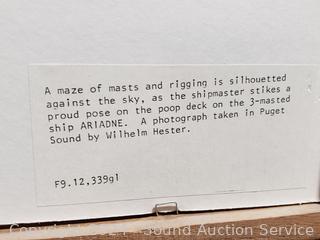 A maze of masts and rigging is silhouetted
against the sky, as the shipmaster stikes a
proud pose on the poop deck on the 3-masted
ship ARIADNE.  A photograph taken in Puget
Sound by Wilhelm Hester.
F9.12,339gl
Sound Auction Service